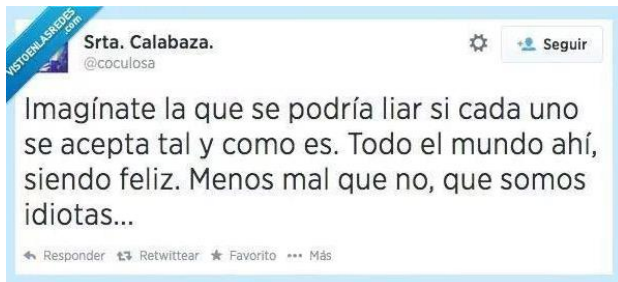 VISTOENLASREDES
.com
Srta. Calabaza.
@coculosa
Seguir
Imagínate la que se podría liar si cada uno
se acepta tal y como es. Todo el mundo ahí,
siendo feliz. Menos mal que no, que somos
idiotas...
Responder Retwittear Favorito Más